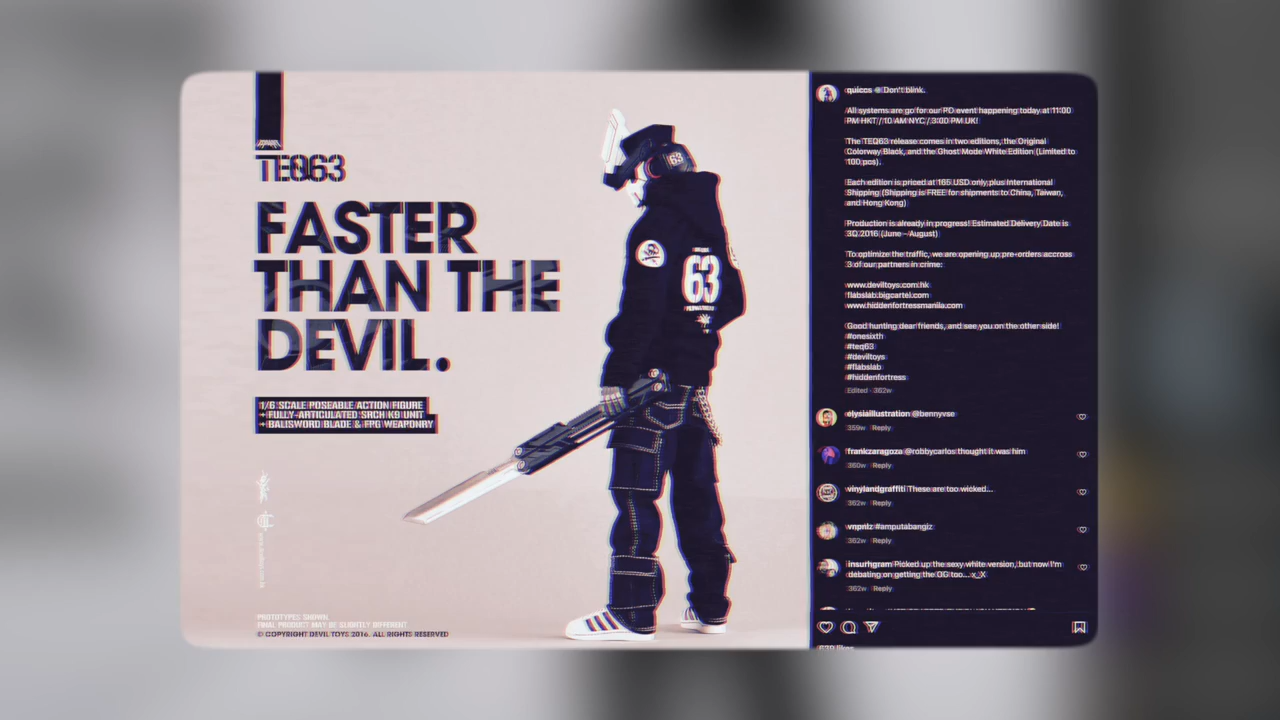 TEQ63
FASTER
THAN THE
DEVIL.
1/6 SCALE POSEABLE ACTION FIGURE
+ FULLY-ARTICULATED SRCH K9 UNIT
+ BALISWORD BLADE & FPG WEAPONRY
PROTOTYPES SHOWN.
FINAL PRODUCT MAY BE SLIGHTLY DIFFERENT
© COPYRIGHT DEVIL TOYS 2016. ALL RIGHTS RESERVED
63
63
quiccs Don't blink.
All systems are go for our PO event happening today at 11:00
PM HKT / 10 AM NYC / 3:00 PM UK!
The TEQ63 release comes in two editions, the Original
Colorway Black, and the Ghost Mode White Edition (Limited to
100 pcs).
Each edition is priced at 165 USD only plus International
Shipping (Shipping is FREE for shipments to China, Taiwan,
and Hong Kong)
Production is already in progress! Estimated Delivery Date is
3Q 2016 (June - August)
To optimize the traffic, we are opening up pre-orders accross
3 of our partners in crime:
www.deviltoys.com.hk
flabslab.bigcartel.com
www.hiddenfortressmanila.com
Good hunting dear friends, and see you on the other side!
#onesixth
#teq63
#deviltoys
#flabslab
#hiddenfortress
Edited · 362w
elysiaillustration @bennyvse
359w Reply
frankzaragoza @robbycarlos thought it was him
360w Reply
vinylandgraffiti These are too wicked...
362w Reply
vnpnlz #amputabangiz
362w Reply
insurhgram Picked up the sexy white version, but now I'm
debating on getting the OG too...x_X
362w Reply